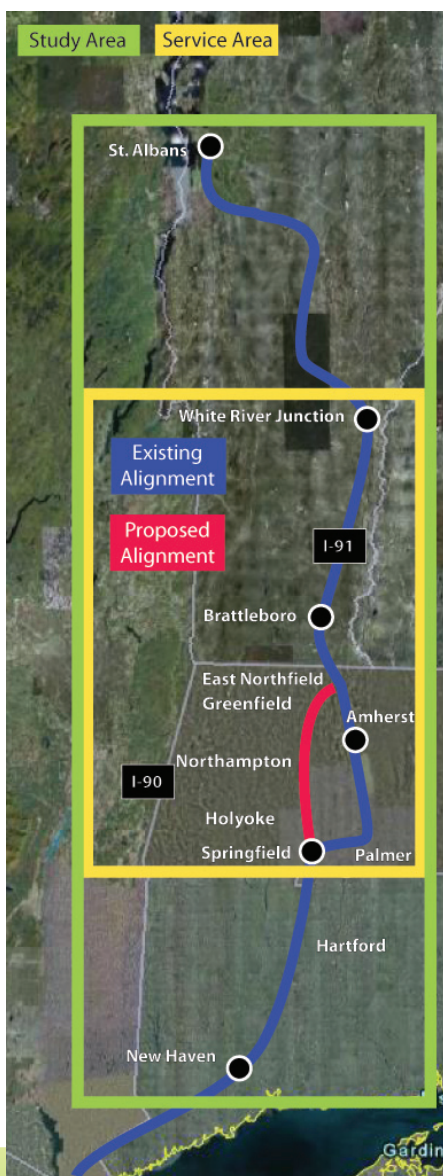 Study Area
Service Area
St. Albans
White River Junction
Existing
Alignment
Proposed
Alignment
I-91
Brattleboro
East Northfield
Greenfield
Amherst
Northampton
I-90
Holyoke
Springfield
Palmer
Hartford
New Haven
Gardin